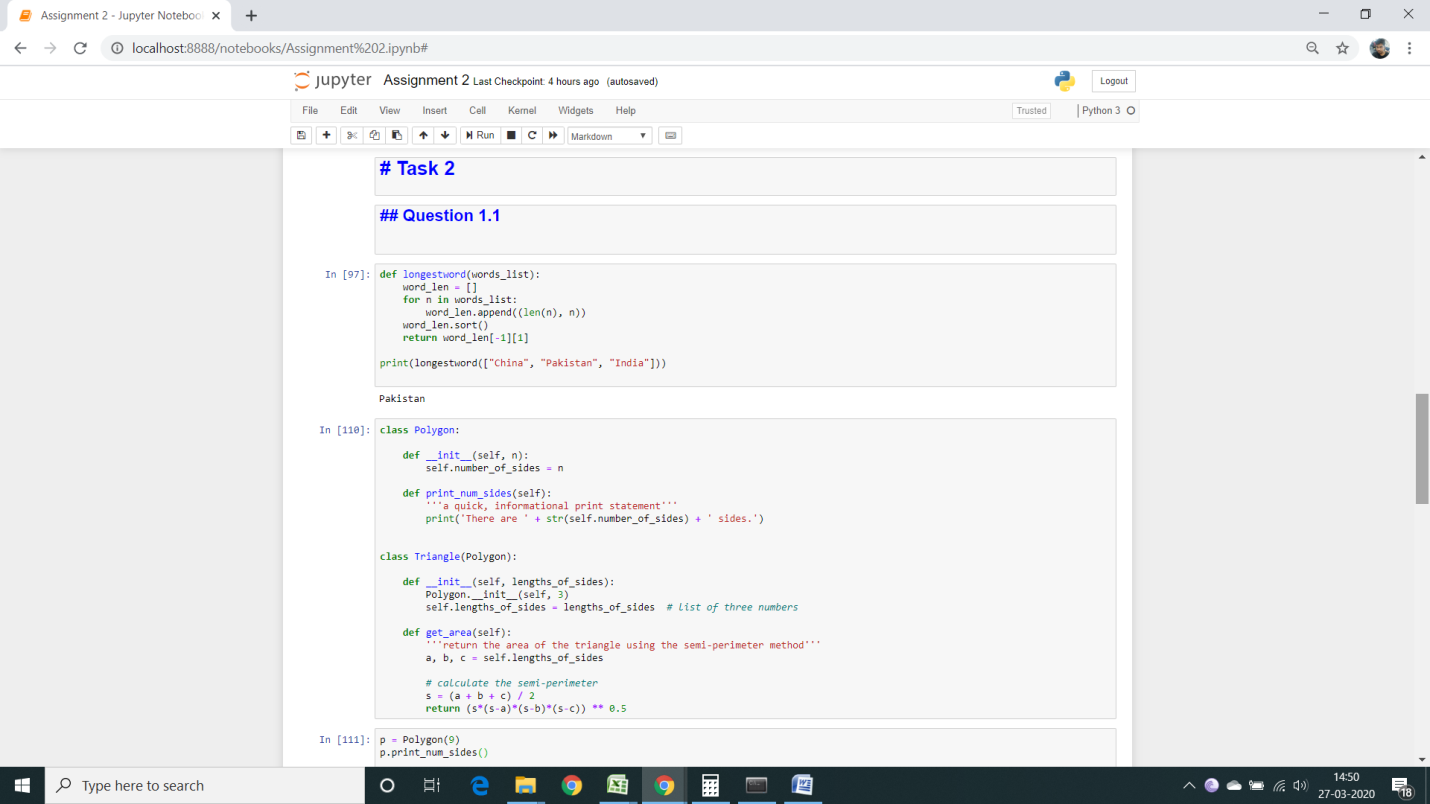 Assignment 2 - Jupyter Notebook
localhost:8888/notebooks/Assignment%202.ipynb#
jupyter Assignment 2 Last Checkpoint: 4 hours ago (autosaved)
Logout
File Edit View Insert Cell Kernel Widgets Help
Trusted Python 3
Run Markdown
# Task 2
## Question 1.1
In [97]: def longestword(words_list):
    word_len = []
    for n in words_list:
        word_len.append((len(n), n))
    word_len.sort()
    return word_len[-1][1]
print(longestword(["China", "Pakistan", "India"]))
Pakistan
In [110]: class Polygon:
    def __init__(self, n):
        self.number_of_sides = n
    def print_num_sides(self):
        '''a quick, informational print statement'''
        print('There are ' + str(self.number_of_sides) + ' sides.')
class Triangle(Polygon):
    def __init__(self, lengths_of_sides):
        Polygon.__init__(self, 3)
        self.lengths_of_sides = lengths_of_sides  # list of three numbers
    def get_area(self):
        '''return the area of the triangle using the semi-perimeter method'''
        a, b, c = self.lengths_of_sides
        # calculate the semi-perimeter
        s = (a + b + c) / 2
        return (s*(s-a)*(s-b)*(s-c)) ** 0.5
In [111]: p = Polygon(9)
p.print_num_sides()
Type here to search
14:50
27-03-2020
18